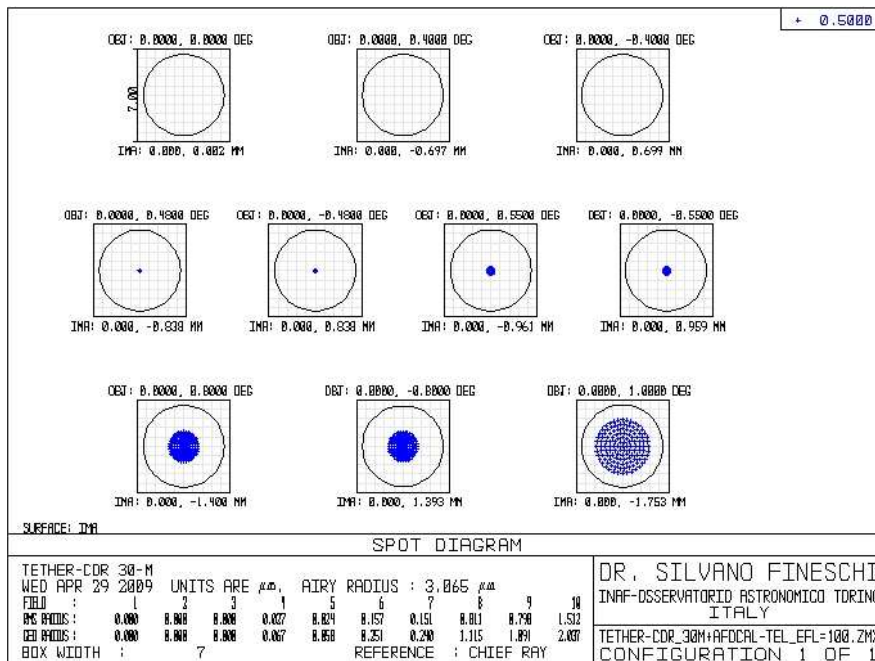 + 0.5000
OBJ: 0.0000, 0.0000 DEG
OBJ: 0.0000, 0.4000 DEG
OBJ: 0.0000, -0.4000 DEG
7.00
IMA: 0.000, 0.002 MM
IMA: 0.000, -0.697 MM
IMA: 0.000, 0.699 MM
OBJ: 0.0000, 0.4800 DEG
OBJ: 0.0000, -0.4800 DEG
OBJ: 0.0000, 0.5500 DEG
OBJ: 0.0000, -0.5500 DEG
IMA: 0.000, -0.838 MM
IMA: 0.000, 0.838 MM
IMA: 0.000, -0.961 MM
IMA: 0.000, 0.959 MM
OBJ: 0.0000, 0.8000 DEG
OBJ: 0.0000, -0.8000 DEG
OBJ: 0.0000, 1.0000 DEG
IMA: 0.000, -1.400 MM
IMA: 0.000, 1.393 MM
IMA: 0.000, -1.753 MM
SURFACE: IMA
SPOT DIAGRAM
TETHER-CDR 30-M
WED APR 29 2009 UNITS ARE µm. AIRY RADIUS : 3.065 µm
FIELD : 1 2 3 4 5 6 7 8 9 10
RMS RADIUS : 0.000 0.000 0.000 0.027 0.024 0.157 0.151 0.811 0.790 1.512
GEO RADIUS : 0.000 0.000 0.000 0.067 0.058 0.251 0.240 1.115 1.091
BOX WIDTH : 7 REFERENCE : CHIEF RAY
DR. SILVANO FINESCHI
INAF-OSSERVATORIO ASTRONOMICO TORINO
ITALY
TETHER-CDR_30M+AFOCAL-TEL_EFL=100.ZMX
CONFIGURATION 1 OF 1